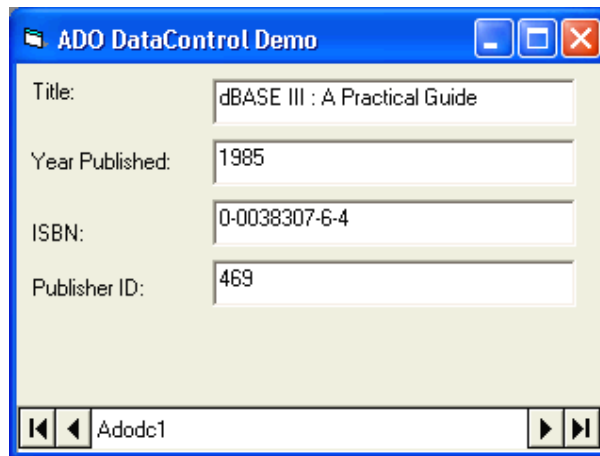 ADO DataControl Demo
Title:
dBASE III : A Practical Guide
Year Published:
1985
ISBN:
0-0038307-6-4
Publisher ID:
469
Adodc1